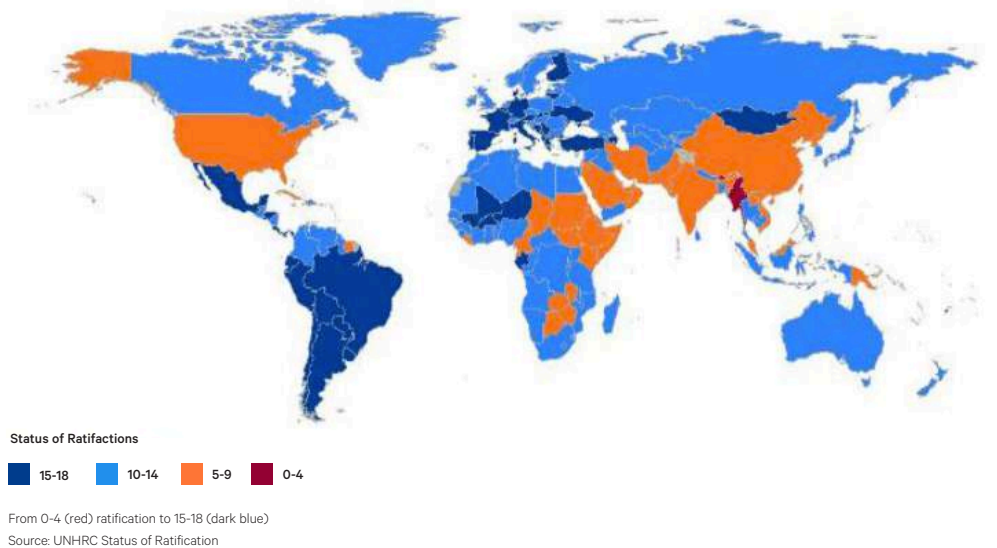 Status of Ratifactions
15-18 10-14 5-9 0-4
From 0-4 (red) ratification to 15-18 (dark blue)
Source: UNHRC Status of Ratification